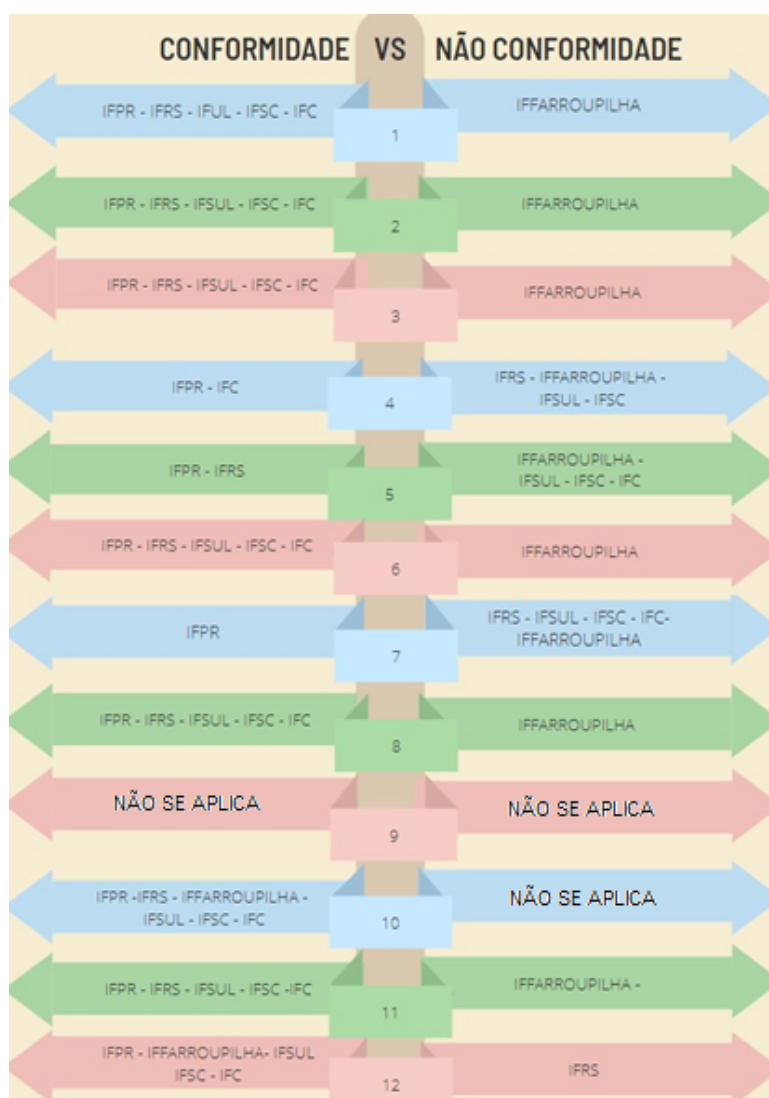 CONFORMIDADE VS NÃO CONFORMIDADE
IFPR - IFRS - IFUL - IFSC - IFC
IFFARROUPILHA
1
IFPR - IFRS - IFSUL - IFSC - IFC
IFFARROUPILHA
2
IFPR - IFRS - IFSUL - IFSC - IFC
IFFARROUPILHA
3
IFPR - IFC
IFRS - IFFARROUPILHA -
IFSUL - IFSC
4
IFPR - IFRS
IFFARROUPILHA -
IFSUL - IFSC - IFC
5
IFPR - IFRS - IFSUL - IFSC - IFC
IFFARROUPILHA
6
IFPR
IFRS - IFSUL - IFSC - IFC-
IFFARROUPILHA
7
IFPR - IFRS - IFSUL - IFSC - IFC
IFFARROUPILHA
8
NÃO SE APLICA
NÃO SE APLICA
9
IFPR -IFRS - IFFARROUPILHA -
IFSUL - IFSC - IFC
NÃO SE APLICA
10
IFPR - IFRS - IFSUL - IFSC -IFC
IFFARROUPILHA -
11
IFPR - IFFARROUPILHA- IFSUL
IFSC - IFC
IFRS
12